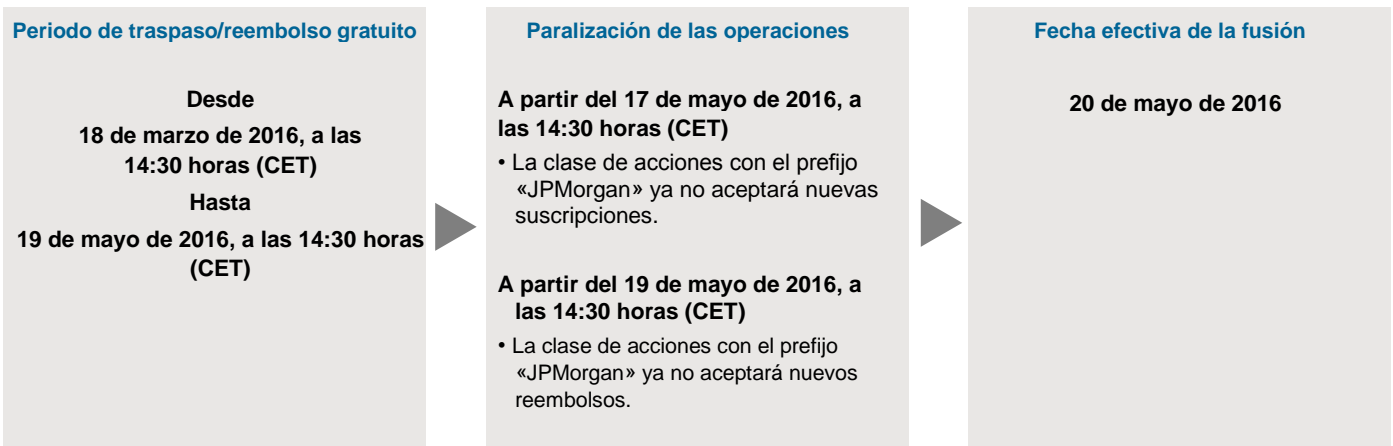 Periodo de traspaso/reembolso gratuito
Desde
18 de marzo de 2016, a las
14:30 horas (CET)
Hasta
19 de mayo de 2016, a las 14:30 horas
(CET)
Paralización de las operaciones
A partir del 17 de mayo de 2016, a
las 14:30 horas (CET)
• La clase de acciones con el prefijo
«JPMorgan» ya no aceptará nuevas
suscripciones.
A partir del 19 de mayo de 2016, a
las 14:30 horas (CET)
• La clase de acciones con el prefijo
«JPMorgan» ya no aceptará nuevos
reembolsos.
Fecha efectiva de la fusión
20 de mayo de 2016